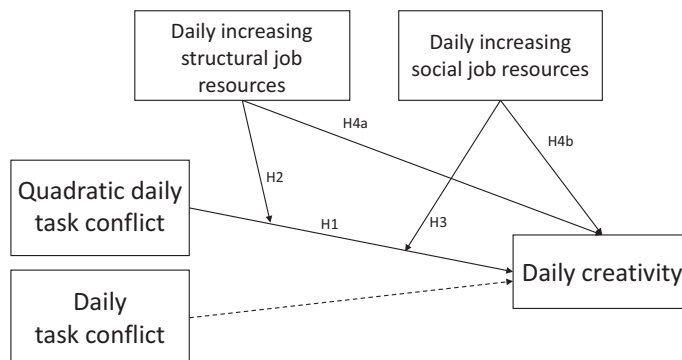 Daily increasing
structural job
resources
Daily increasing
social job resources
H4a
H4b
H2
Quadratic daily
task conflict
H1
H3
Daily creativity
Daily
task conflict